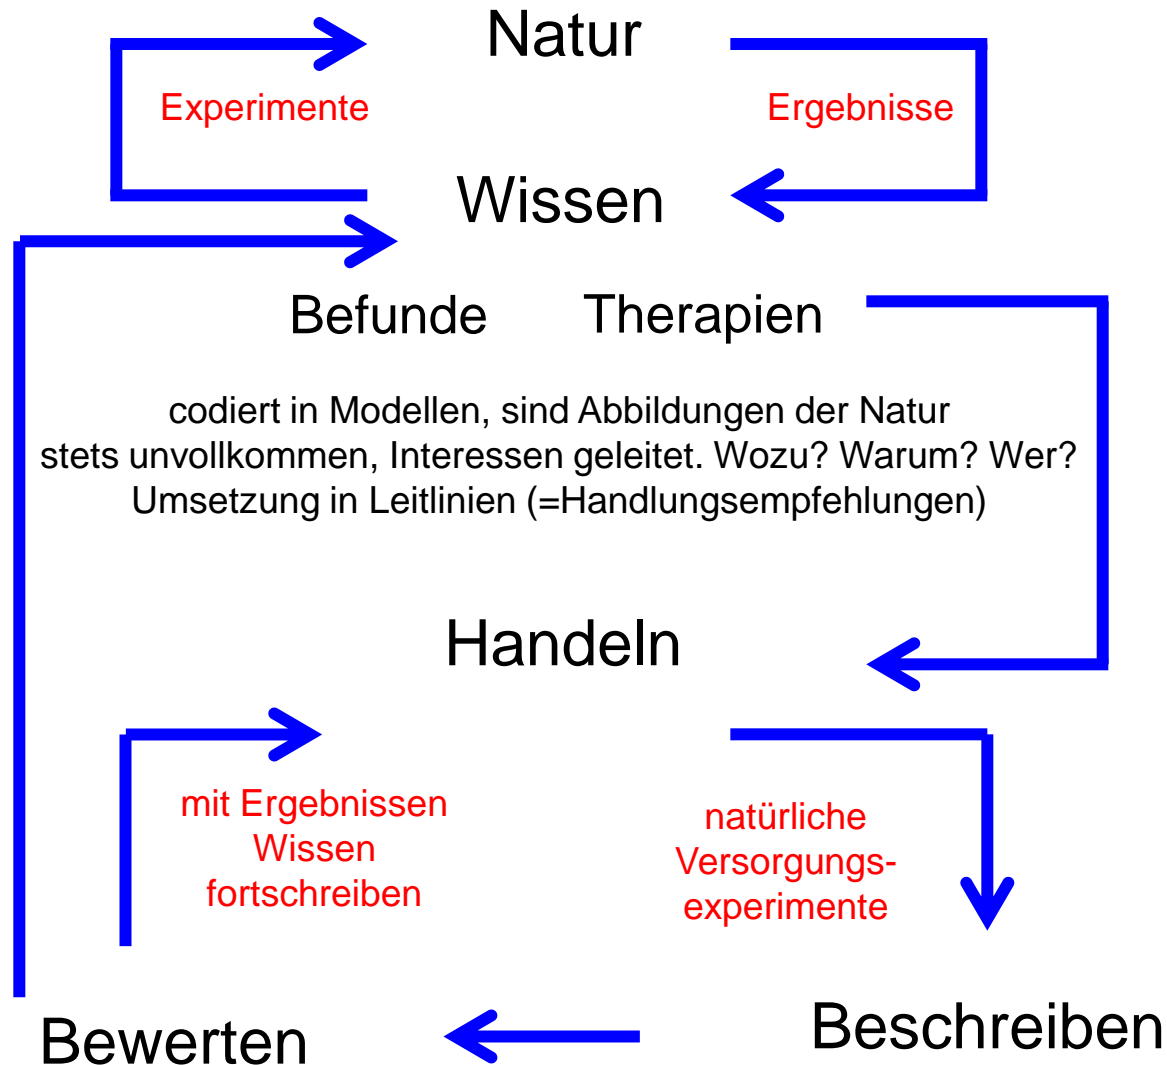 Natur
Experimente
Ergebnisse
Wissen
Befunde
Therapien
codiert in Modellen, sind Abbildungen der Natur
stets unvollkommen, Interessen geleitet. Wozu? Warum? Wer?
Umsetzung in Leitlinien (=Handlungsempfehlungen)
Handeln
mit Ergebnissen
Wissen
fortschreiben
natürliche
Versorgungs-
experimente
Bewerten
Beschreiben